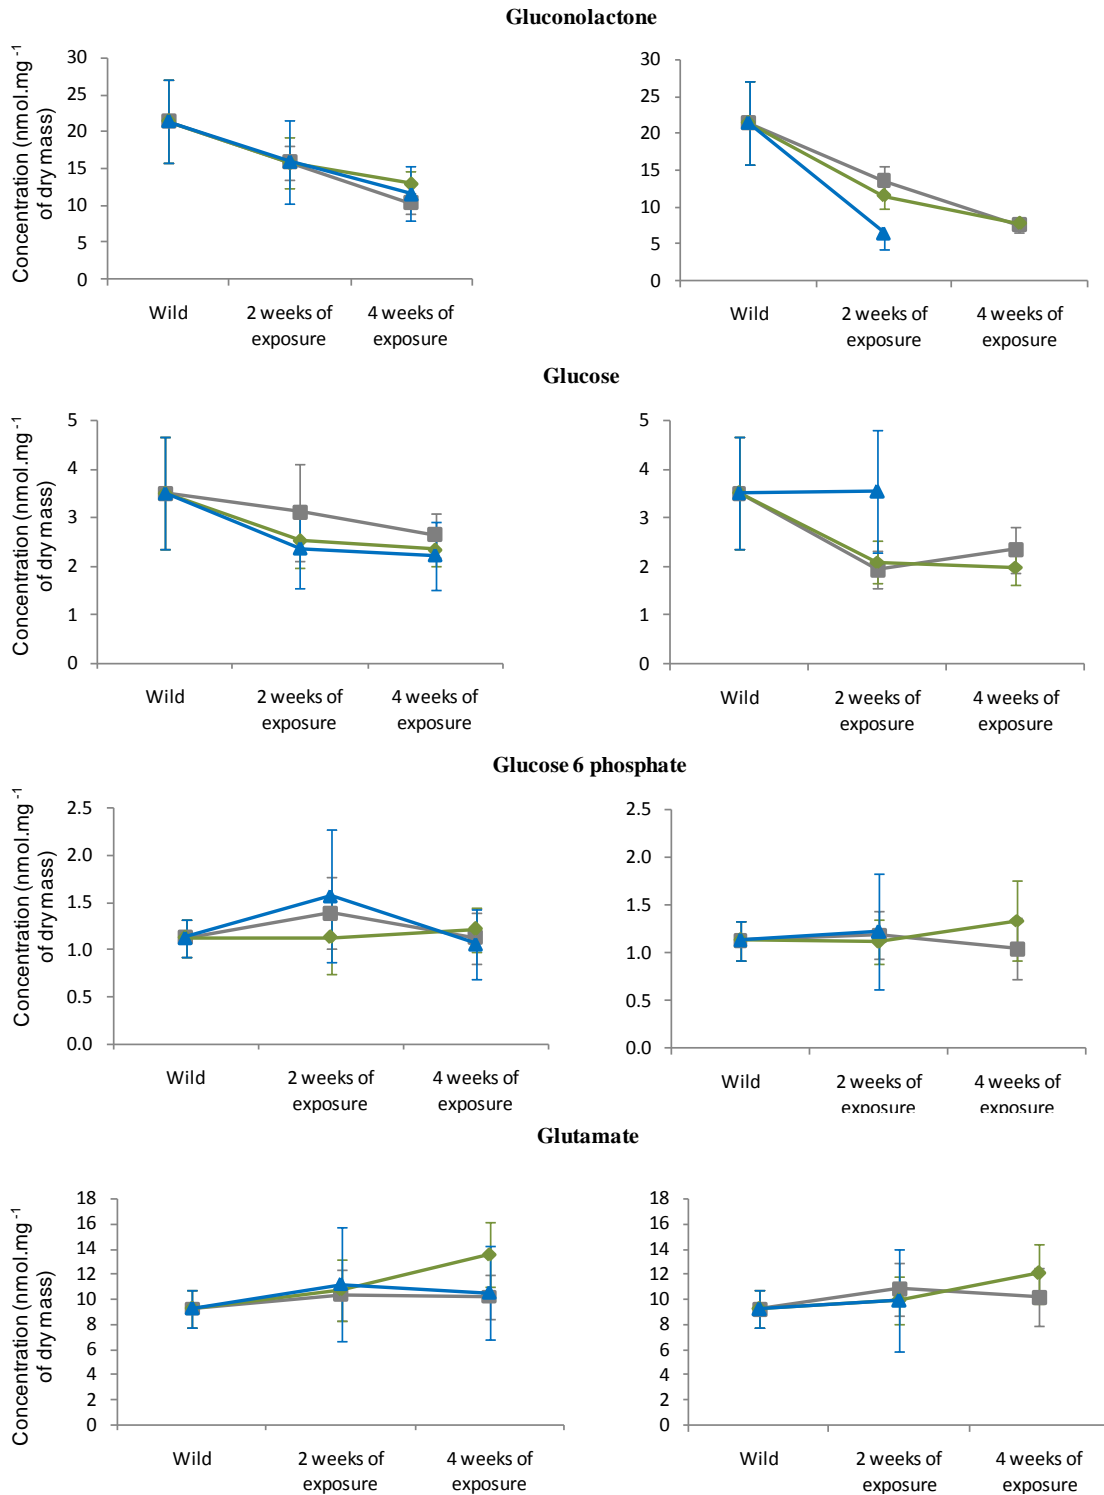 Gluconolactone
Concentration (nmol.mg-1
of dry mass)
30
25
20
15
10
5
0
Wild
2 weeks of
exposure
4 weeks of
exposure
30
25
20
15
10
5
0
Wild
2 weeks of
exposure
4 weeks of
exposure
Glucose
Concentration (nmol.mg-1
of dry mass)
5
4
3
2
1
0
Wild
2 weeks of
exposure
4 weeks of
exposure
5
4
3
2
1
0
Wild
2 weeks of
exposure
4 weeks of
exposure
Glucose 6 phosphate
Concentration (nmol.mg-1
of dry mass)
2.5
2.0
1.5
1.0
0.5
0.0
Wild
2 weeks of
exposure
4 weeks of
exposure
2.5
2.0
1.5
1.0
0.5
0.0
Wild
2 weeks of
exposure
4 weeks of
exposure
Glutamate
Concentration (nmol.mg-1
of dry mass)
18
16
14
12
10
8
6
4
2
0
Wild
2 weeks of
exposure
4 weeks of
exposure
18
16
14
12
10
8
6
4
2
0
Wild
2 weeks of
exposure
4 weeks of
exposure